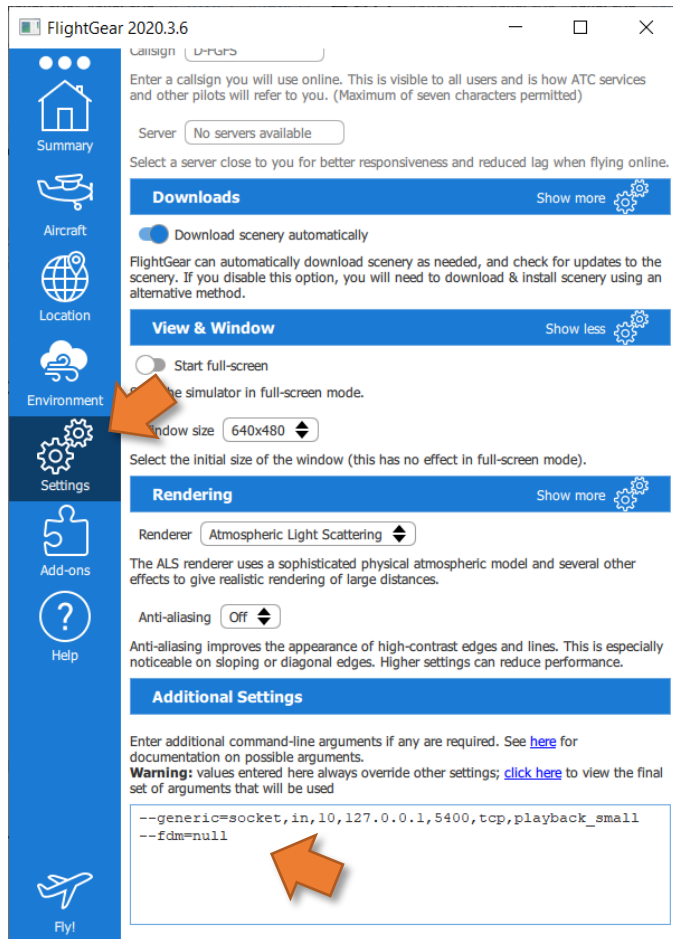 FlightGear 2020.3.6
Summary
Aircraft
Location
Environment
Settings
Add-ons
Help
Fly!
Callsign D-FGFS
Enter a callsign you will use online. This is visible to all users and is how ATC services
and other pilots will refer to you. (Maximum of seven characters permitted)
Server No servers available
Select a server close to you for better responsiveness and reduced lag when flying online.
Downloads Show more
Download scenery automatically
FlightGear can automatically download scenery as needed, and check for updates to the
scenery. If you disable this option, you will need to download & install scenery using an
alternative method.
View & Window Show less
Start full-screen
the simulator in full-screen mode.
size 640x480
Select the initial size of the window (this has no effect in full-screen mode).
Rendering Show more
Renderer Atmospheric Light Scattering
The ALS renderer uses a sophisticated physical atmospheric model and several other
effects to give realistic rendering of large distances.
Anti-aliasing Off
Anti-aliasing improves the appearance of high-contrast edges and lines. This is especially
noticeable on sloping or diagonal edges. Higher settings can reduce performance.
Additional Settings
Enter additional command-line arguments if any are required. See here for
documentation on possible arguments.
Warning: values entered here always override other settings; click here to view the final
set of arguments that will be used
--generic=socket,in,10,127.0.0.1,5400,tcp,playback_small
--fdm=null